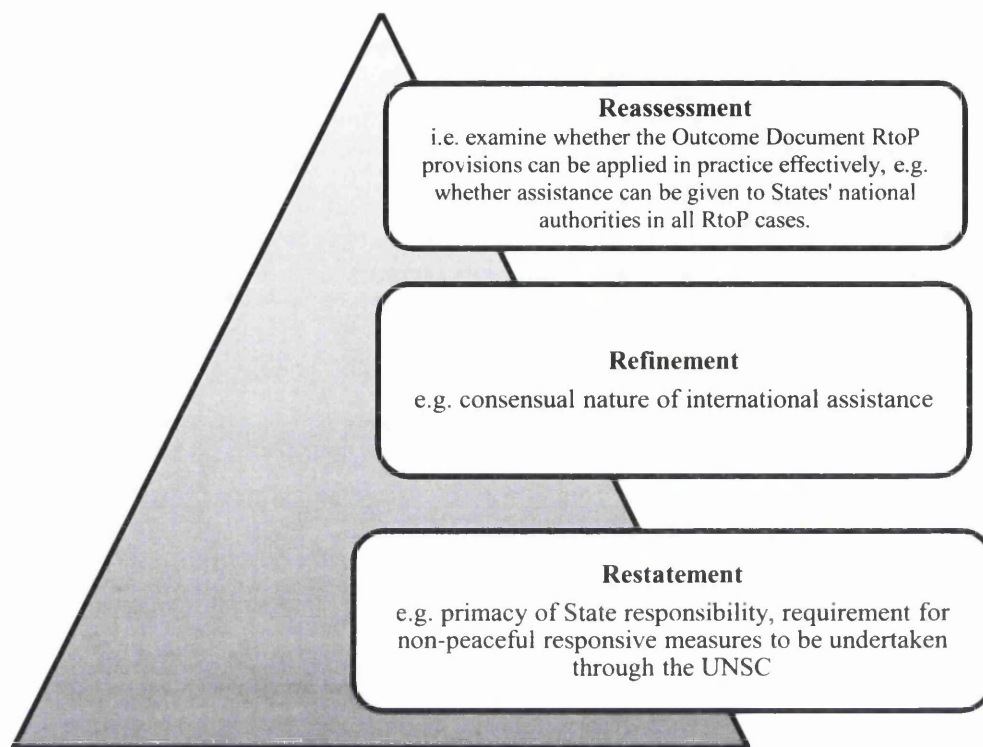 Reassessment
i.e. examine whether the Outcome Document RtoP
provisions can be applied in practice effectively, e.g.
whether assistance can be given to States' national
authorities in all RtoP cases.
Refinement
e.g. consensual nature of international assistance
Restatement
e.g. primacy of State responsibility, requirement for
non-peaceful responsive measures to be undertaken
through the UNSC